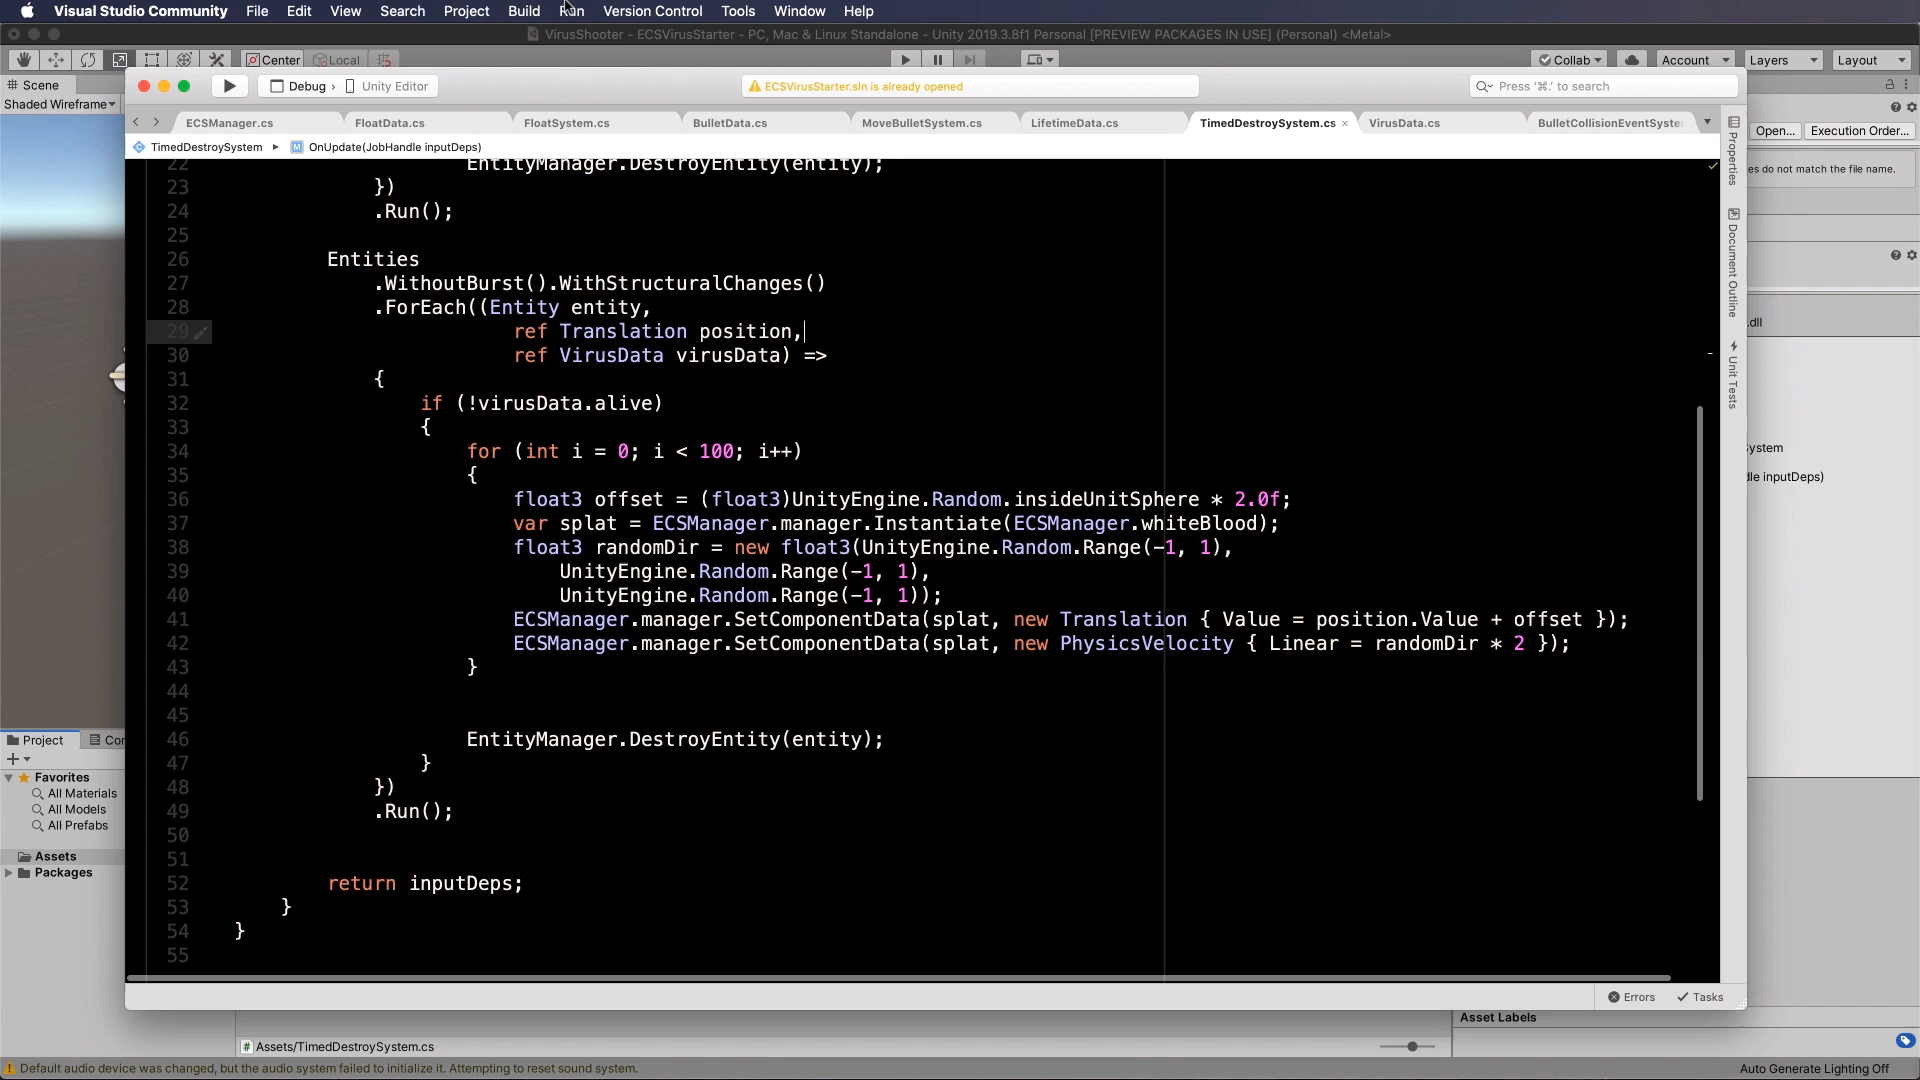 Visual Studio Community File Edit View Search Project Build Run Version Control Tools Window Help
VirusShooter - ECSVirusStarter - PC, Mac & Linux Standalone - Unity 2019.3.8f1 Personal [PREVIEW PACKAGES IN USE] (Personal) <Metal>
Center Local Collab Account Layers Layout
Scene
Debug › Unity Editor
ECSVirusStarter.sln is already opened
Press '⌘.' to search
Shaded Wireframe
ECSManager.cs FloatData.cs FloatSystem.cs BulletData.cs MoveBulletSystem.cs LifetimeData.cs TimedDestroySystem.cs × VirusData.cs BulletCollisionEventSyste
Open... Execution Order...
TimedDestroySystem ▸ M OnUpdate(JobHandle inputDeps)
es do not match the file name.
Properties
Document Outline
Unit Tests
.dll
System
dle inputDeps)
22 EntityManager.DestroyEntity(entity);
23 })
24 .Run();
25
26 Entities
27 .WithoutBurst().WithStructuralChanges()
28 .ForEach((Entity entity,
29 ref Translation position,
30 ref VirusData virusData) =>
31 {
32 if (!virusData.alive)
33 {
34 for (int i = 0; i < 100; i++)
35 {
36 float3 offset = (float3)UnityEngine.Random.insideUnitSphere * 2.0f;
37 var splat = ECSManager.manager.Instantiate(ECSManager.whiteBlood);
38 float3 randomDir = new float3(UnityEngine.Random.Range(-1, 1),
39 UnityEngine.Random.Range(-1, 1),
40 UnityEngine.Random.Range(-1, 1));
41 ECSManager.manager.SetComponentData(splat, new Translation { Value = position.Value + offset });
42 ECSManager.manager.SetComponentData(splat, new PhysicsVelocity { Linear = randomDir * 2 });
43 }
44
45
46 EntityManager.DestroyEntity(entity);
47 }
48 })
49 .Run();
50
51
52 return inputDeps;
53 }
54 }
55
Project Co
Favorites
All Materials
All Models
All Prefabs
Assets
Packages
Errors Tasks
Asset Labels
Assets/TimedDestroySystem.cs
Default audio device was changed, but the audio system failed to initialize it. Attempting to reset sound system.
Auto Generate Lighting Off